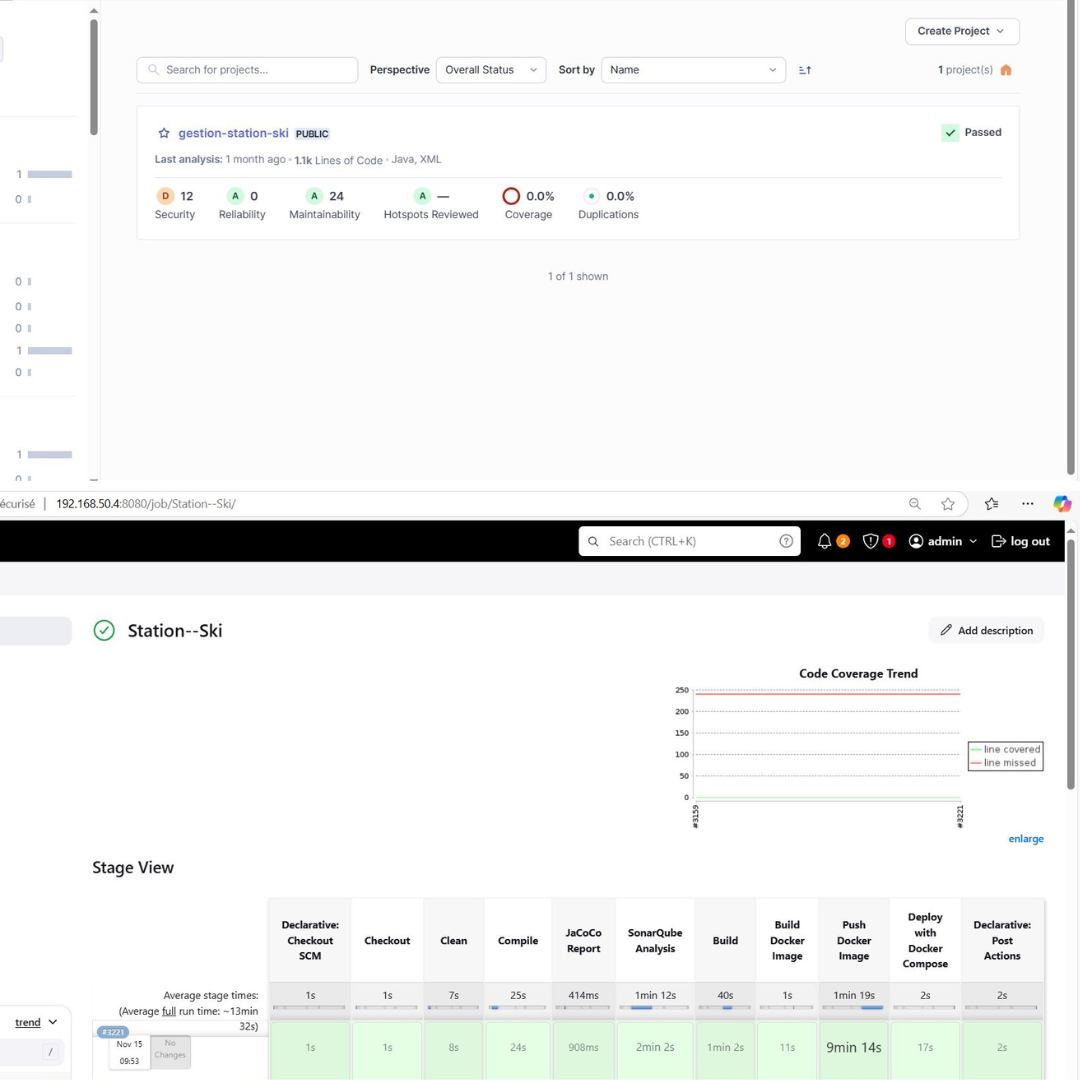 Create Project
Search for projects...
Perspective
Overall Status
Sort by
Name
1 project(s)
gestion-station-ski PUBLIC
Passed
Last analysis: 1 month ago · 1.1k Lines of Code · Java, XML
D 12 A 0 A 24 A — 0.0% 0.0%
Security Reliability Maintainability Hotspots Reviewed Coverage Duplications
1 of 1 shown
1
0
0
0
0
1
0
1
0
écurisé | 192.168.50.4:8080/job/Station--Ski/
Search (CTRL+K)
2
1
admin
log out
Station--Ski
Add description
Code Coverage Trend
250
200
150
100
50
0
line covered
line missed
#3159
#3221
enlarge
Stage View
Declarative: Checkout SCM
Checkout
Clean
Compile
JaCoCo Report
SonarQube Analysis
Build
Build Docker Image
Push Docker Image
Deploy with Docker Compose
Declarative: Post Actions
Average stage times:
(Average full run time: ~13min
32s)
1s 1s 7s 25s 414ms 1min 12s 40s 1s 1min 19s 2s 2s
trend
/
#3221
Nov 15
09:53
No
Changes
1s 1s 8s 24s 908ms 2min 2s 1min 2s 11s 9min 14s 17s 2s